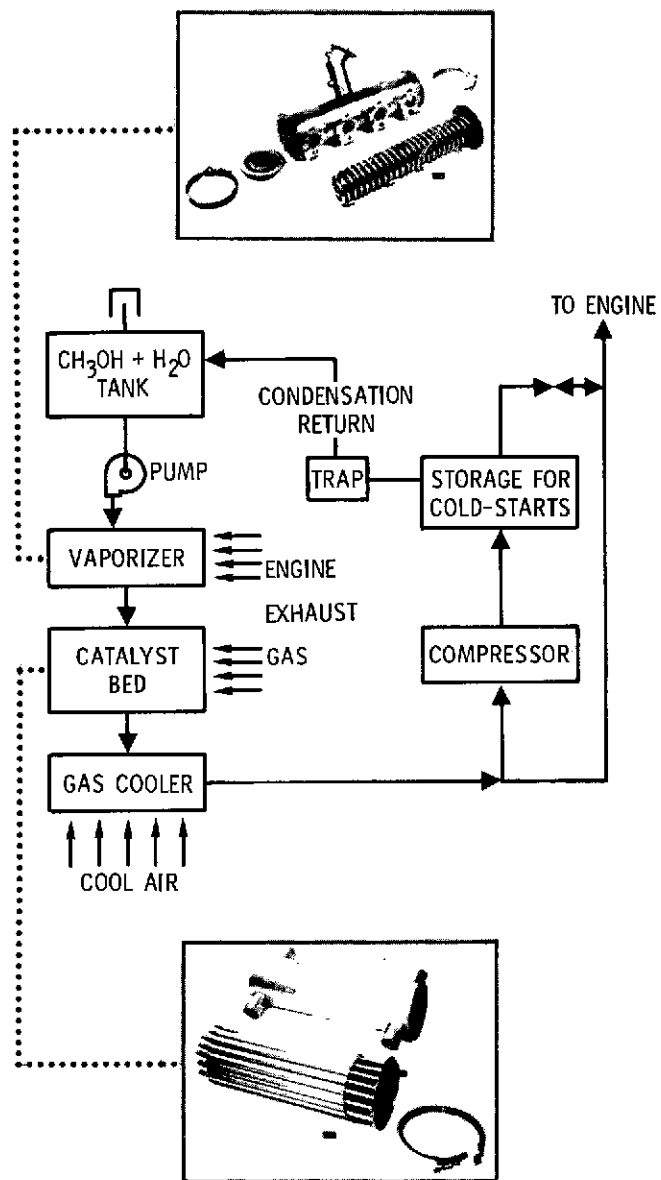 TO ENGINE
CH₃OH + H₂O
TANK
CONDENSATION
RETURN
PUMP
TRAP
STORAGE FOR
COLD-STARTS
VAPORIZER
ENGINE
EXHAUST
CATALYST
BED
GAS
COMPRESSOR
GAS COOLER
COOL AIR